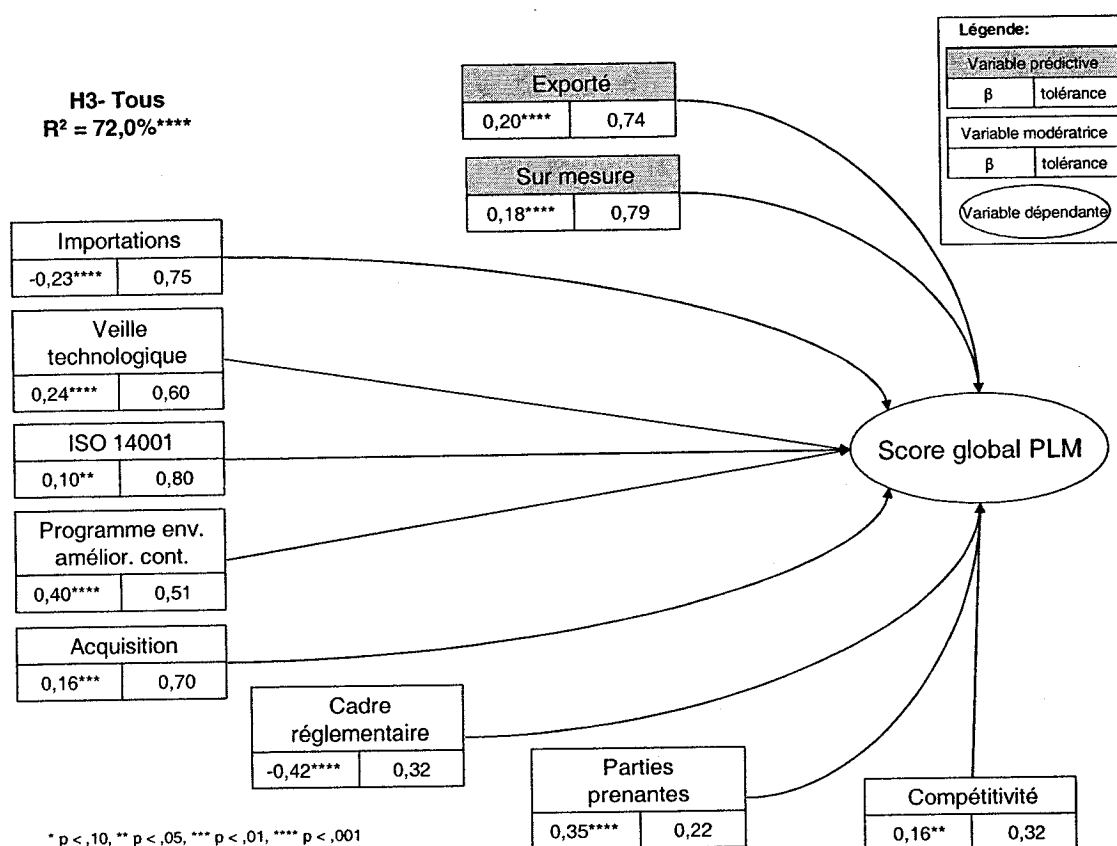 H3- Tous
R² = 72,0%****
Légende:
Variable prédictive
β tolérance
Variable modératrice
β tolérance
Variable dépendante
Exporté
0,20**** 0,74
Sur mesure
0,18**** 0,79
Importations
-0,23**** 0,75
Veille
technologique
0,24**** 0,60
ISO 14001
0,10** 0,80
Programme env.
amélior. cont.
0,40**** 0,51
Acquisition
0,16*** 0,70
Cadre
réglementaire
-0,42**** 0,32
Parties
prenantes
0,35**** 0,22
Compétitivité
0,16** 0,32
Score global PLM
* p < ,10, ** p < ,05, *** p < ,01, **** p < ,001